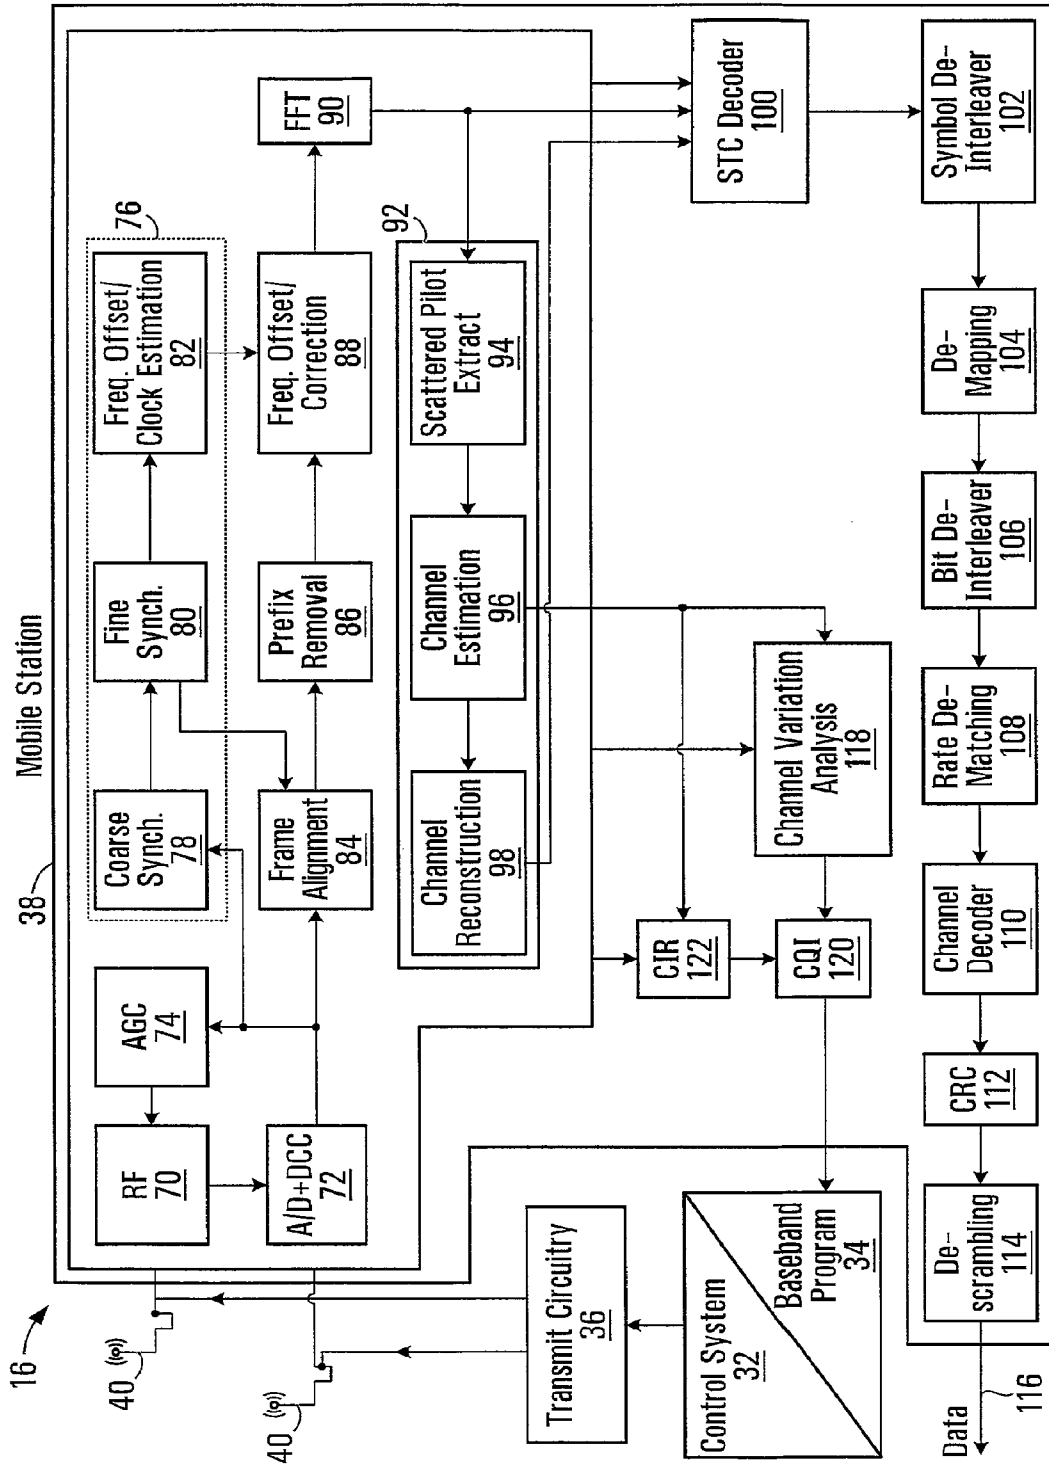 Mobile Station
38
16
40
40
RF
70
AGC
74
A/D+DCC
72
76
Coarse
Synch.
78
Fine
Synch.
80
Freq. Offset/
Clock Estimation
82
Frame
Alignment
84
Prefix
Removal
86
Freq. Offset/
Correction
88
FFT
90
92
Channel
Reconstruction
98
Channel
Estimation
96
Scattered Pilot
Extract
94
STC Decoder
100
CIR
122
CQI
120
Channel Variation
Analysis
118
Transmit Circuitry
36
Control System
32
Baseband
Program
34
Symbol De-
Interleaver
102
De-
Mapping
104
Bit De-
Interleaver
106
Rate De-
Matching
108
Channel
Decoder
110
CRC
112
De-
scrambling
114
Data
116